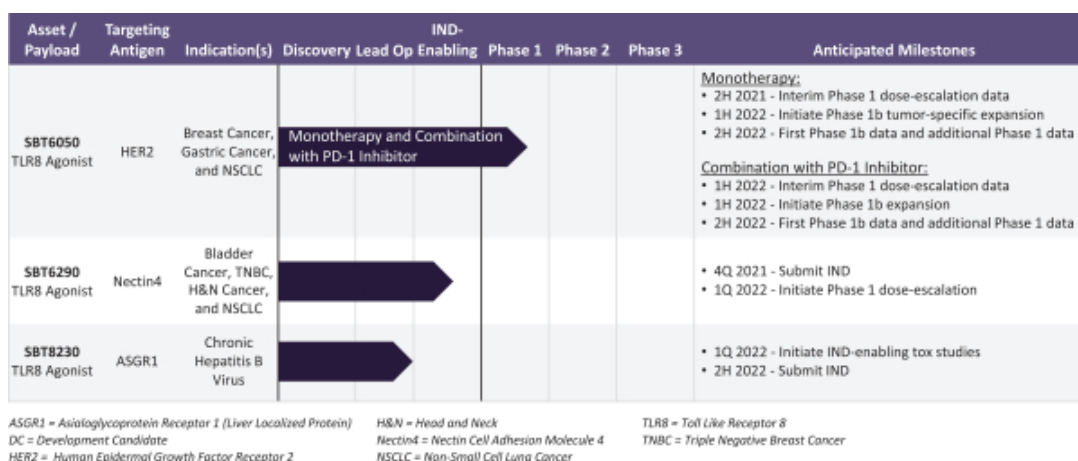 Asset / Payload
Targeting Antigen
Indication(s)
Discovery
Lead Op
IND-Enabling
Phase 1
Phase 2
Phase 3
Anticipated Milestones
SBT6050
TLR8 Agonist
HER2
Breast Cancer,
Gastric Cancer,
and NSCLC
Monotherapy and Combination
with PD-1 Inhibitor
Monotherapy:
• 2H 2021 - Interim Phase 1 dose-escalation data
• 1H 2022 - Initiate Phase 1b tumor-specific expansion
• 2H 2022 - First Phase 1b data and additional Phase 1 data
Combination with PD-1 Inhibitor:
• 1H 2022 - Interim Phase 1 dose-escalation data
• 1H 2022 - Initiate Phase 1b expansion
• 2H 2022 - First Phase 1b data and additional Phase 1 data
SBT6290
TLR8 Agonist
Nectin4
Bladder
Cancer, TNBC,
H&N Cancer,
and NSCLC
• 4Q 2021 - Submit IND
• 1Q 2022 - Initiate Phase 1 dose-escalation
SBT8230
TLR8 Agonist
ASGR1
Chronic
Hepatitis B
Virus
• 1Q 2022 - Initiate IND-enabling tox studies
• 2H 2022 - Submit IND
ASGR1 = Asialoglycoprotein Receptor 1 (Liver Localized Protein)
DC = Development Candidate
HER2 = Human Epidermal Growth Factor Receptor 2
H&N = Head and Neck
Nectin4 = Nectin Cell Adhesion Molecule 4
NSCLC = Non-Small Cell Lung Cancer
TLR8 = Toll Like Receptor 8
TNBC = Triple Negative Breast Cancer